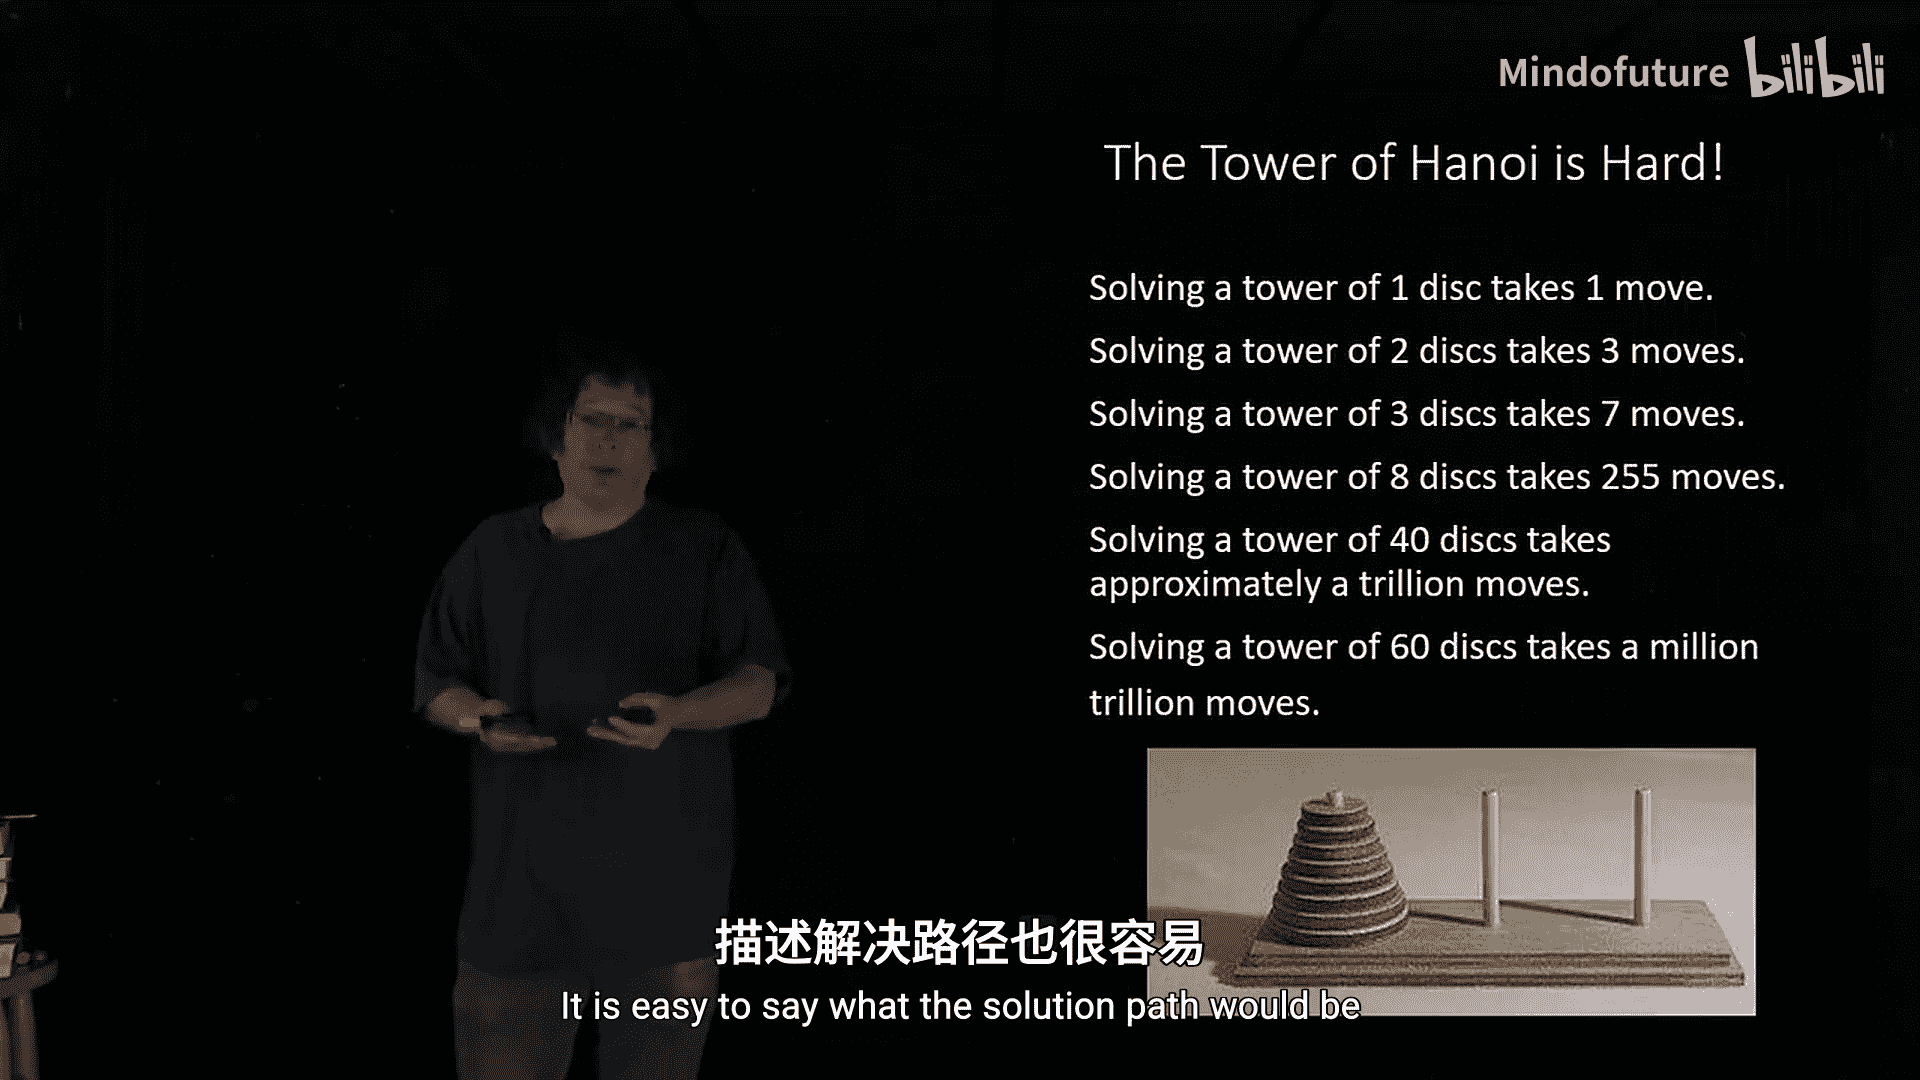 Mindofuture bilibili
The Tower of Hanoi is Hard!
Solving a tower of 1 disc takes 1 move.
Solving a tower of 2 discs takes 3 moves.
Solving a tower of 3 discs takes 7 moves.
Solving a tower of 8 discs takes 255 moves.
Solving a tower of 40 discs takes
approximately a trillion moves.
Solving a tower of 60 discs takes a million
trillion moves.
描述解决路径也很容易
It is easy to say what the solution path would be